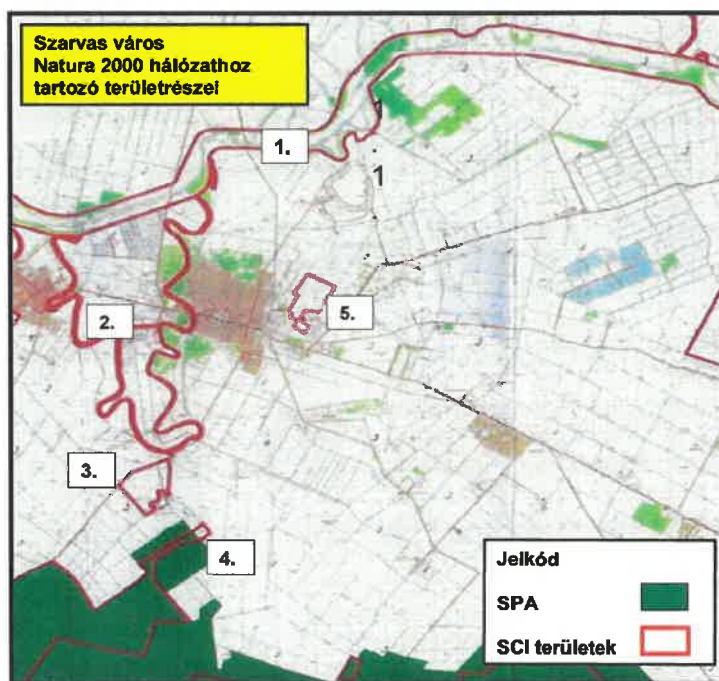 Szarvas város
Natura 2000 hálózathoz
tartozó területrészei
1.
1
2.
5.
3.
4.
Jelkód
SPA
SCI területek